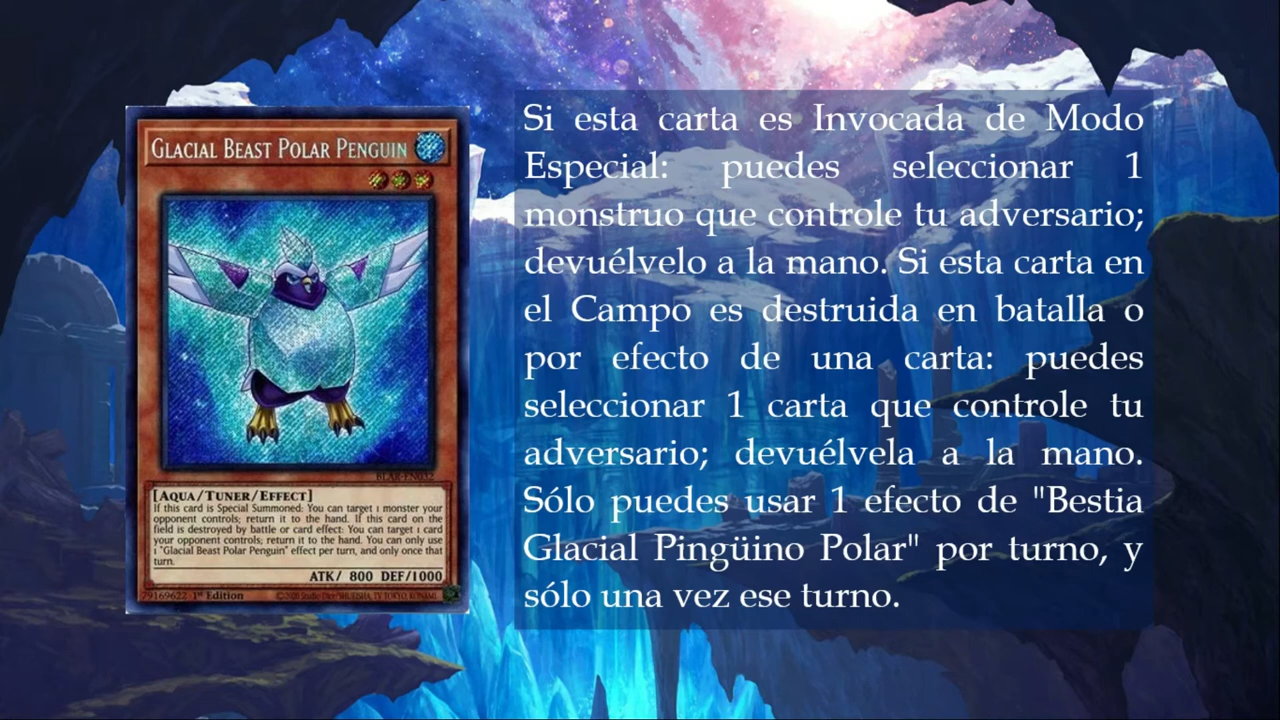 GLACIAL BEAST POLAR PENGUIN
BLAR-EN032
[AQUA/TUNER/EFFECT]
If this card is Special Summoned: You can target 1 monster your
opponent controls; return it to the hand. If this card on the
field is destroyed by battle or card effect: You can target 1 card
your opponent controls; return it to the hand. You can only use
1 "Glacial Beast Polar Penguin" effect per turn, and only once that
turn.
ATK/ 800 DEF/1000
79169622 1st Edition
Si esta carta es Invocada de Modo
Especial: puedes seleccionar 1
monstruo que controle tu adversario;
devuélvelo a la mano. Si esta carta en
el Campo es destruida en batalla o
por efecto de una carta: puedes
seleccionar 1 carta que controle tu
adversario; devuélvela a la mano.
Sólo puedes usar 1 efecto de "Bestia
Glacial Pingüino Polar" por turno, y
sólo una vez ese turno.